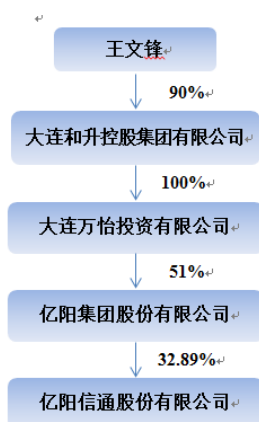 王文锋
90%
大连和升控股集团有限公司
100%
大连万怡投资有限公司
51%
亿阳集团股份有限公司
32.89%
亿阳信通股份有限公司